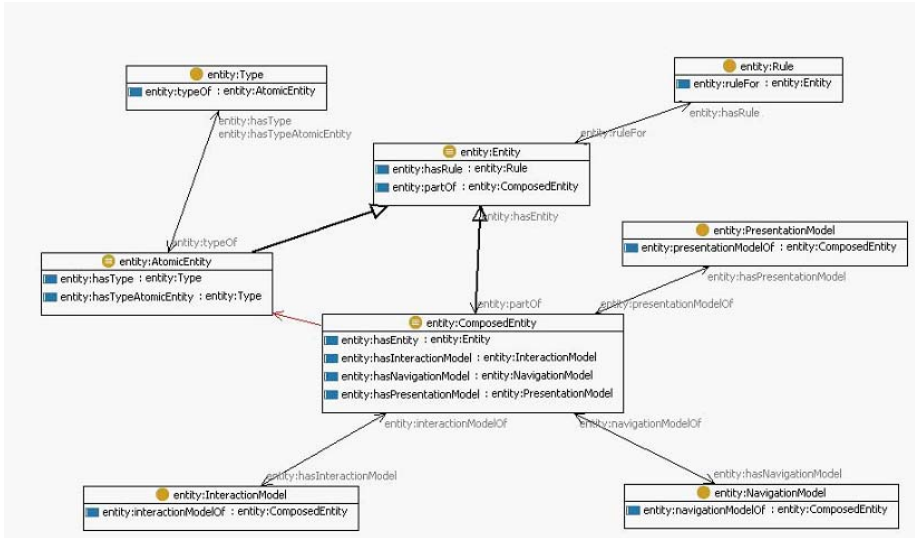 entity:Rule
entity:ruleFor : entity:Entity
entity:Type
entity:typeOf : entity:AtomicEntity
entity:hasRule
entity:hasType
entity:hasTypeAtomicEntity
entity:ruleFor
entity:Entity
entity:hasRule : entity:Rule
entity:partOf : entity:ComposedEntity
entity:hasEntity
entity:PresentationModel
entity:presentationModelOf : entity:ComposedEntity
entity:typeOf
entity:AtomicEntity
entity:hasType : entity:Type
entity:hasTypeAtomicEntity : entity:Type
entity:hasPresentationModel
entity:partOf
entity:presentationModelOf
entity:ComposedEntity
entity:hasEntity : entity:Entity
entity:hasInteractionModel : entity:InteractionModel
entity:hasNavigationModel : entity:NavigationModel
entity:hasPresentationModel : entity:PresentationModel
entity:interactionModelOf
entity:navigationModelOf
entity:hasInteractionModel
entity:hasNavigationModel
entity:InteractionModel
entity:interactionModelOf : entity:ComposedEntity
entity:NavigationModel
entity:navigationModelOf : entity:ComposedEntity